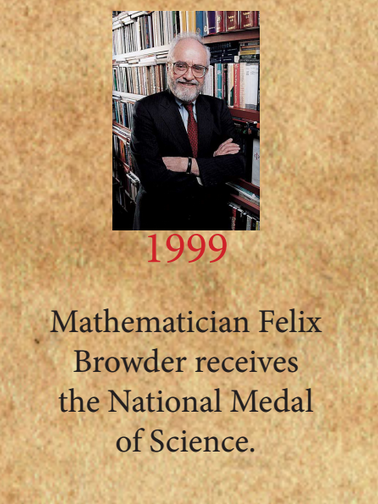 1999
Mathematician Felix
Browder receives
the National Medal
of Science.